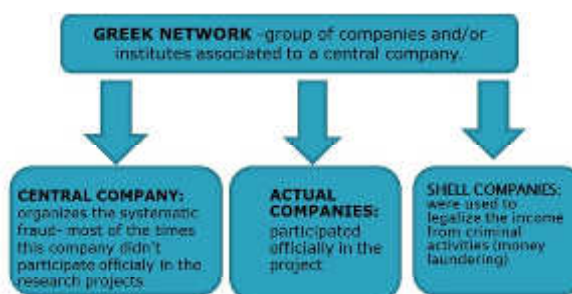 GREEK NETWORK -group of companies and/or
institutes associated to a central company.
CENTRAL COMPANY:
organizes the systematic
fraud- most of the times
this company didn't
participate officialy in the
research projects
ACTUAL
COMPANIES:
participated
officially in the
project
SHELL COMPANIES:
were used to
legalize the income
from criminal
activities (money
laundering)